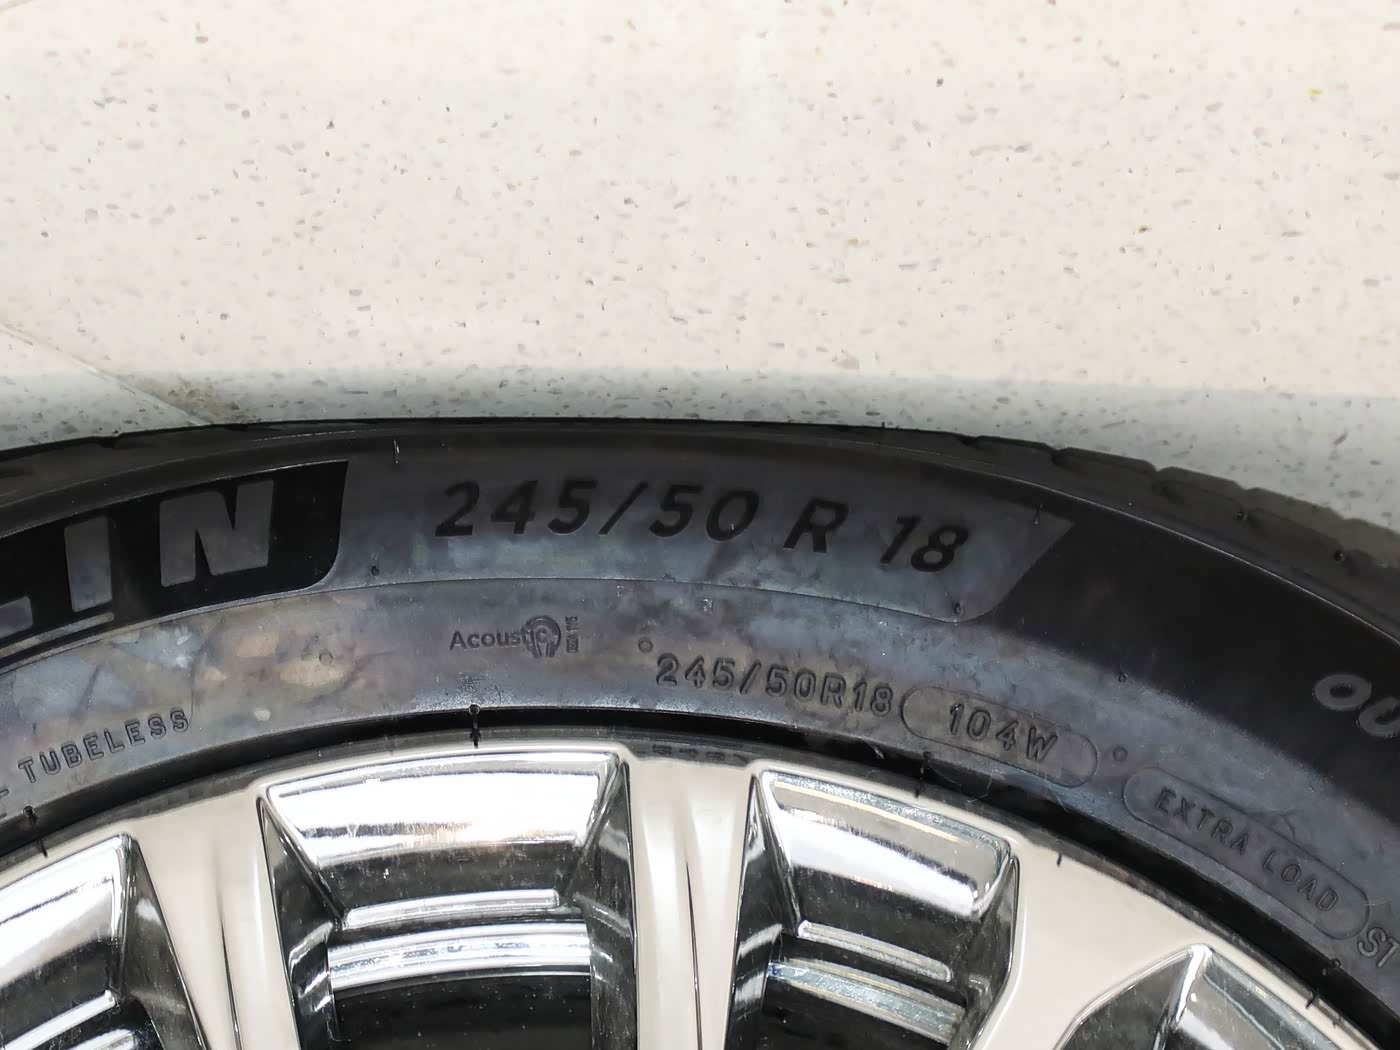 LIN
245/50 R 18
Acoustic
245/50R18 104W
EXTRA LOAD
TUBELESS